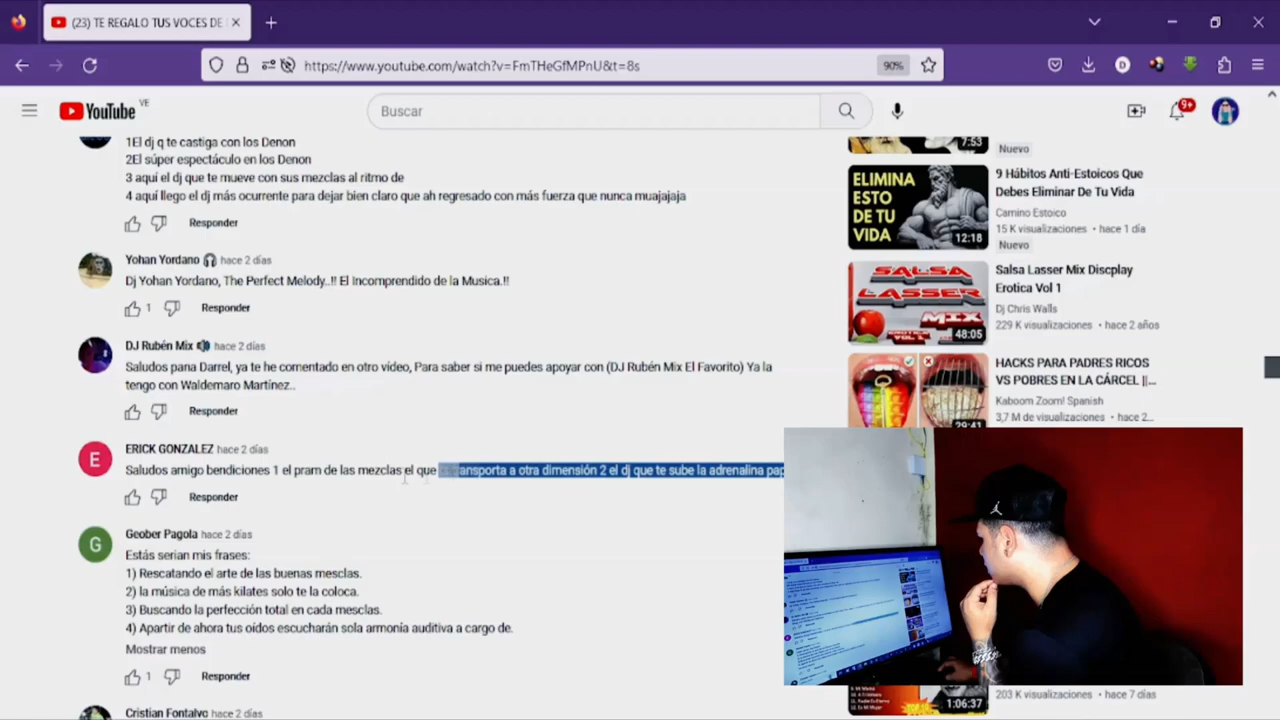 (23) TE REGALO TUS VOCES DE
https://www.youtube.com/watch?v=FmTHeGfMPnU&t=8s
90%
YouTube VE
Buscar
9+
1El dj q te castiga con los Denon
2El súper espectáculo en los Denon
3 aquí el dj que te mueve con sus mezclas al ritmo de
4 aquí llego el dj más ocurrente para dejar bien claro que ah regresado con más fuerza que nunca muajajaja
Responder
Yohan Yordano hace 2 días
Dj Yohan Yordano, The Perfect Melody..!! El Incomprendido de la Musica.!!
1 Responder
DJ Rubén Mix hace 2 días
Saludos pana Darrel, ya te he comentado en otro vídeo, Para saber si me puedes apoyar con (DJ Rubén Mix El Favorito) Ya la
tengo con Waldemaro Martínez..
Responder
E
ERICK GONZALEZ hace 2 días
Saludos amigo bendiciones 1 el pram de las mezclas el que transporta a otra dimensión 2 el dj que te sube la adrenalina pap
Responder
G
Geober Pagola hace 2 días
Estás serian mis frases:
1) Rescatando el arte de las buenas mesclas.
2) la música de más kilates solo te la coloca.
3) Buscando la perfección total en cada mesclas.
4) Apartir de ahora tus oídos escucharán sola armonía auditiva a cargo de.
Mostrar menos
1 Responder
Cristian Fontalvo hace 2 días
7:53
Nuevo
ELIMINA
ESTO
DE TU
VIDA
12:18
9 Hábitos Anti-Estoicos Que
Debes Eliminar De Tu Vida
Camino Estoico
15 K visualizaciones • hace 1 día
Nuevo
SALSA
LASSER
MIX
48:05
Salsa Lasser Mix Discplay
Erotica Vol 1
Dj Chris Walls
229 K visualizaciones • hace 2 años
29:41
HACKS PARA PADRES RICOS
VS POBRES EN LA CÁRCEL ||...
Kaboom Zoom! Spanish
3,7 M de visualizaciones • hace 2...
1:06:37
203 K visualizaciones • hace 7 días